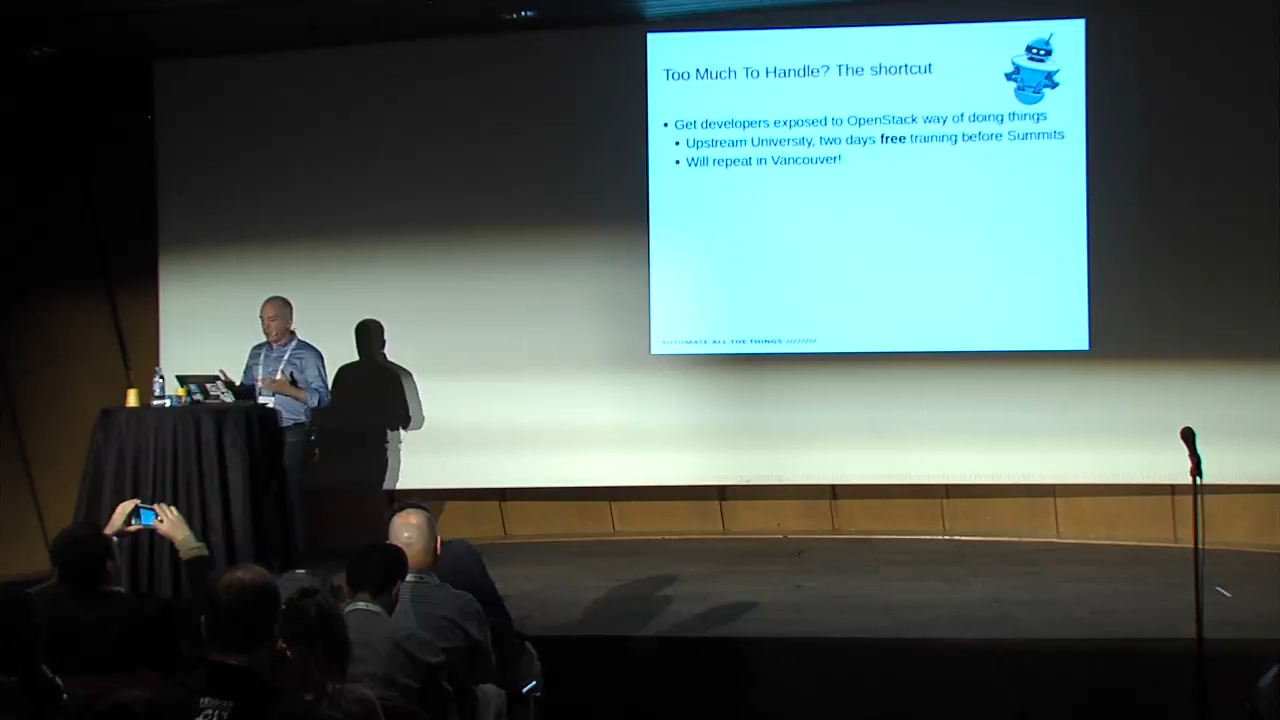 Too Much To Handle? The shortcut
• Get developers exposed to OpenStack way of doing things
• Upstream University, two days free training before Summits
• Will repeat in Vancouver!
AUTOMATE ALL THE THINGS ////////